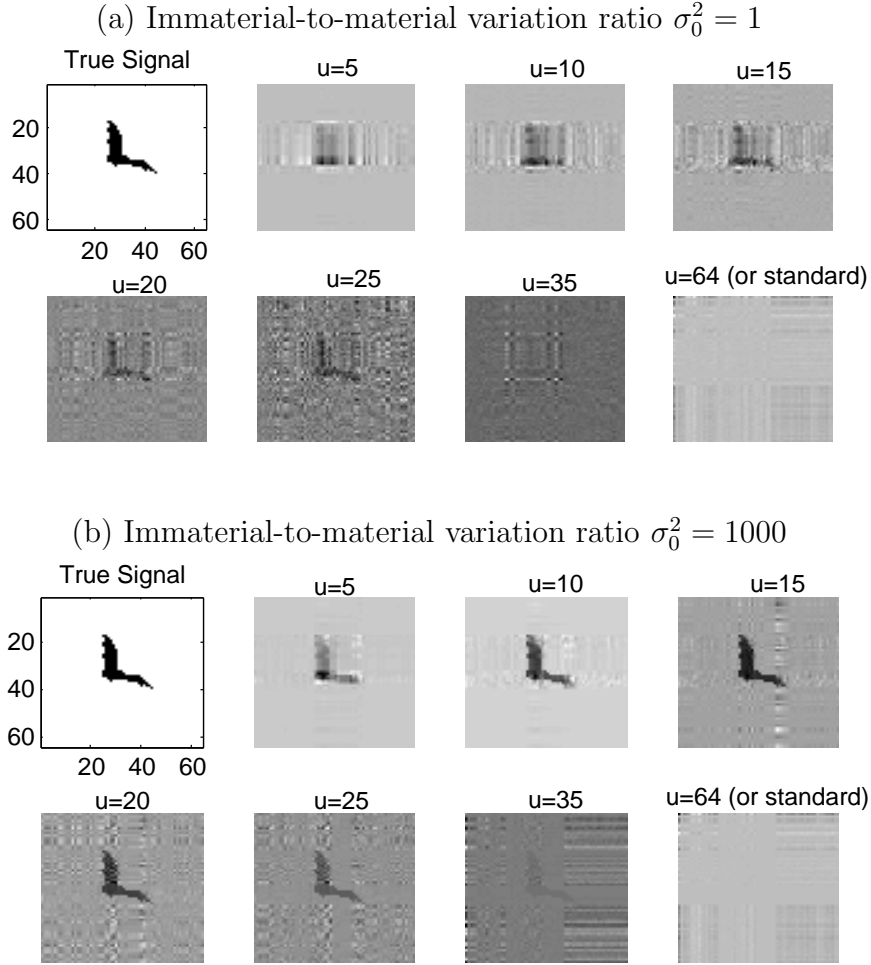 (a) Immaterial-to-material variation ratio σ₀² = 1
True Signal
u=5
u=10
u=15
20
40
60
20 40 60
u=20
u=25
u=35
u=64 (or standard)
(b) Immaterial-to-material variation ratio σ₀² = 1000
True Signal
u=5
u=10
u=15
20
40
60
20 40 60
u=20
u=25
u=35
u=64 (or standard)